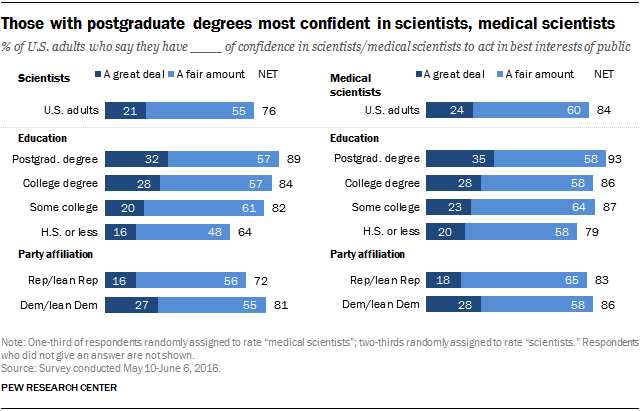 Those with postgraduate degrees most confident in scientists, medical scientists
% of U.S. adults who say they have _____ of confidence in scientists/medical scientists to act in best interests of public
Scientists
A great deal A fair amount NET
U.S. adults 21 55 76
Education
Postgrad. degree 32 57 89
College degree 28 57 84
Some college 20 61 82
H.S. or less 16 48 64
Party affiliation
Rep/lean Rep 16 56 72
Dem/lean Dem 27 55 81
Medical
scientists
A great deal A fair amount NET
U.S. adults 24 60 84
Education
Postgrad. degree 35 58 93
College degree 28 58 86
Some college 23 64 87
H.S. or less 20 58 79
Party affiliation
Rep/lean Rep 18 65 83
Dem/lean Dem 28 58 86
Note: One-third of respondents randomly assigned to rate “medical scientists”; two-thirds randomly assigned to rate “scientists.” Respondents
who did not give an answer are not shown.
Source: Survey conducted May 10-June 6, 2016.
PEW RESEARCH CENTER